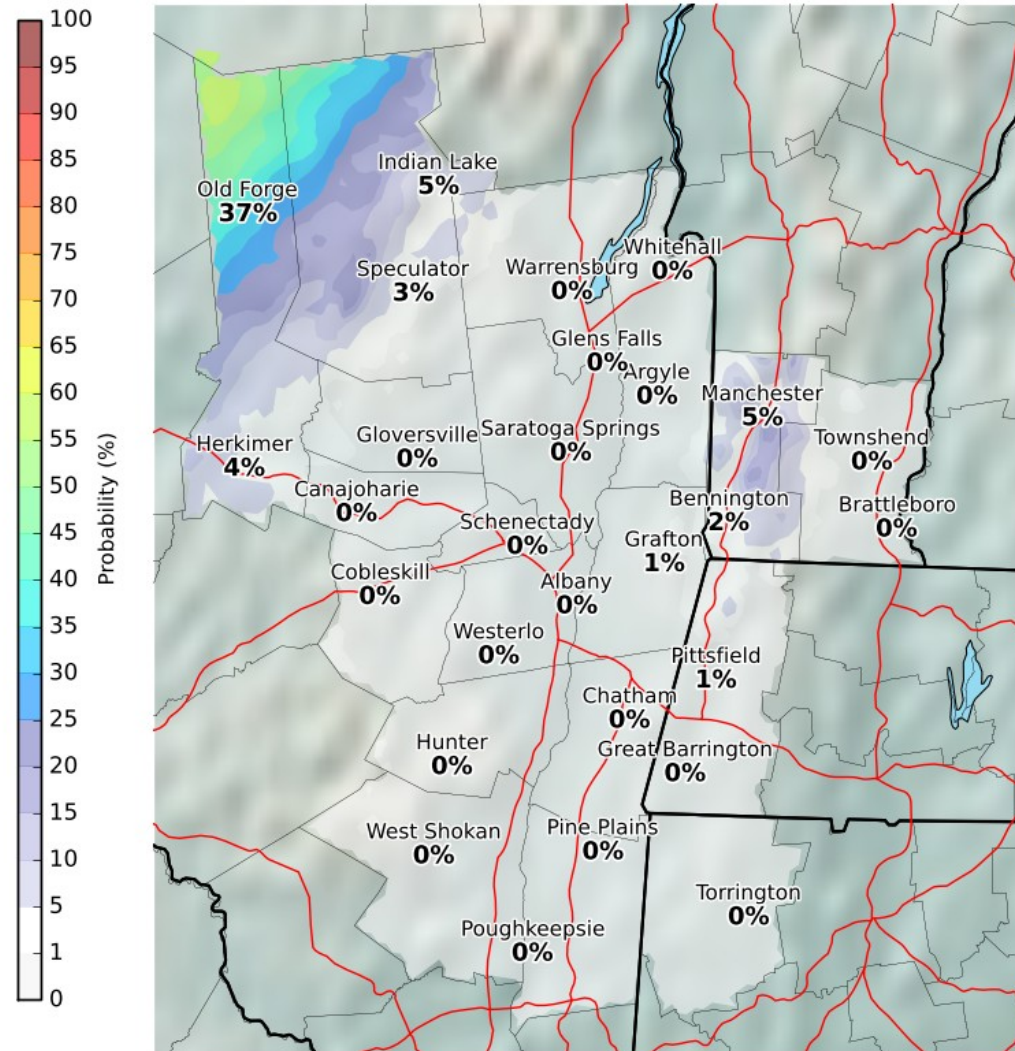 100
95
90
85
80
75
70
65
60
55
50
45
40
35
30
25
20
15
10
5
1
0
Probability (%)
Indian Lake
5%
Old Forge
37%
Whitehall
0%
Speculator
3%
Warrensburg
0%
Glens Falls
0%
Argyle
0%
Manchester
5%
Herkimer
4%
Gloversville
0%
Saratoga Springs
0%
Townshend
0%
Canajoharie
0%
Bennington
2%
Brattleboro
0%
Schenectady
0%
Grafton
1%
Cobleskill
0%
Albany
0%
Westerlo
0%
Pittsfield
1%
Chatham
0%
Hunter
0%
Great Barrington
0%
West Shokan
0%
Pine Plains
0%
Torrington
0%
Poughkeepsie
0%